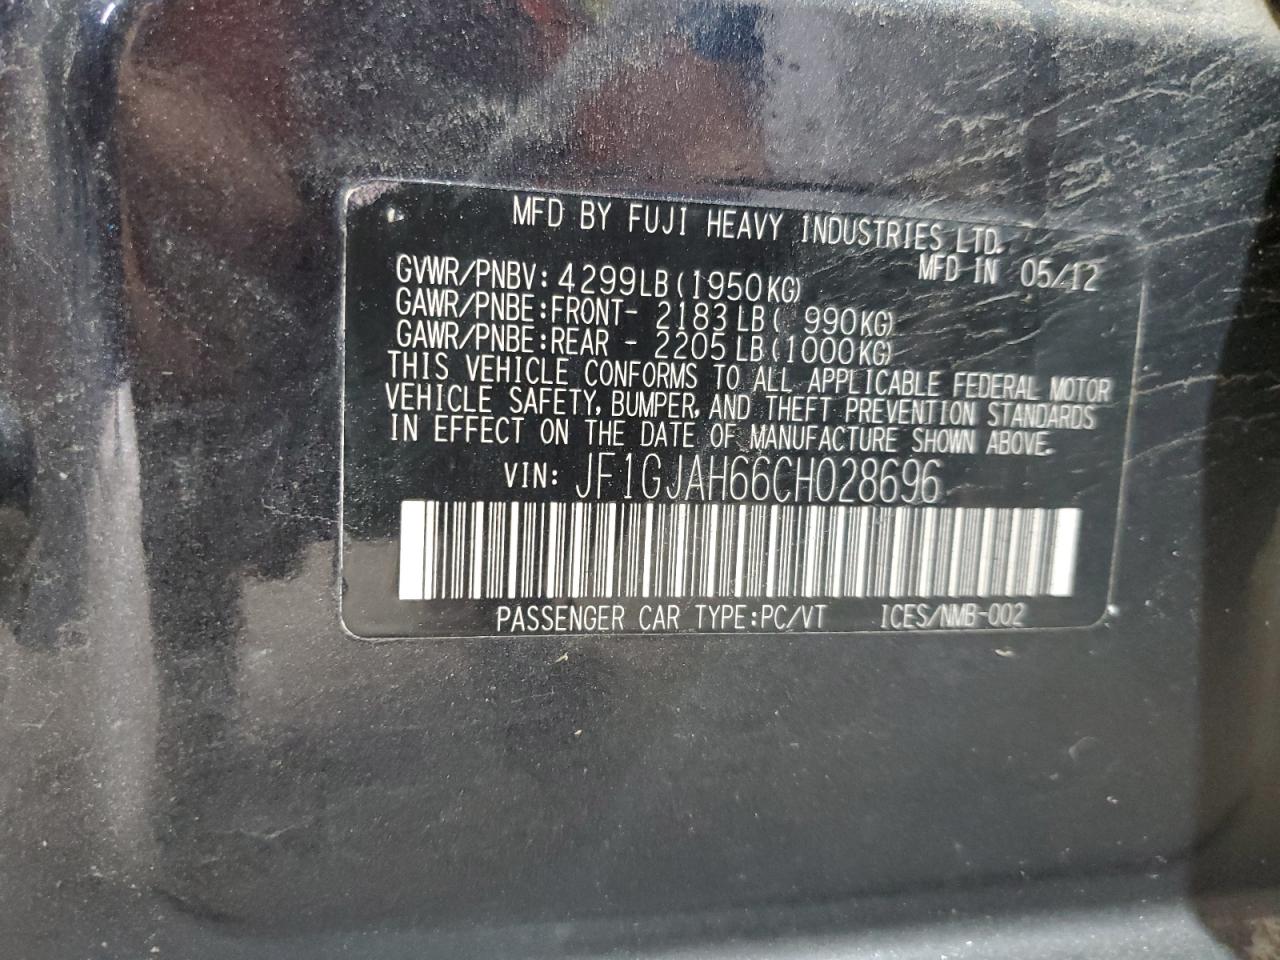 MFD BY FUJI HEAVY INDUSTRIES LTD.
MFD IN 05/12
GVWR/PNBV: 4299LB (1950KG)
GAWR/PNBE:FRONT- 2183 LB ( 990KG)
GAWR/PNBE:REAR - 2205 LB (1000KG)
THIS VEHICLE CONFORMS TO ALL APPLICABLE FEDERAL MOTOR
VEHICLE SAFETY, BUMPER, AND THEFT PREVENTION STANDARDS
IN EFFECT ON THE DATE OF MANUFACTURE SHOWN ABOVE.
VIN: JF1GJAH66CH028696
PASSENGER CAR TYPE:PC/VT ICES/NMB-002